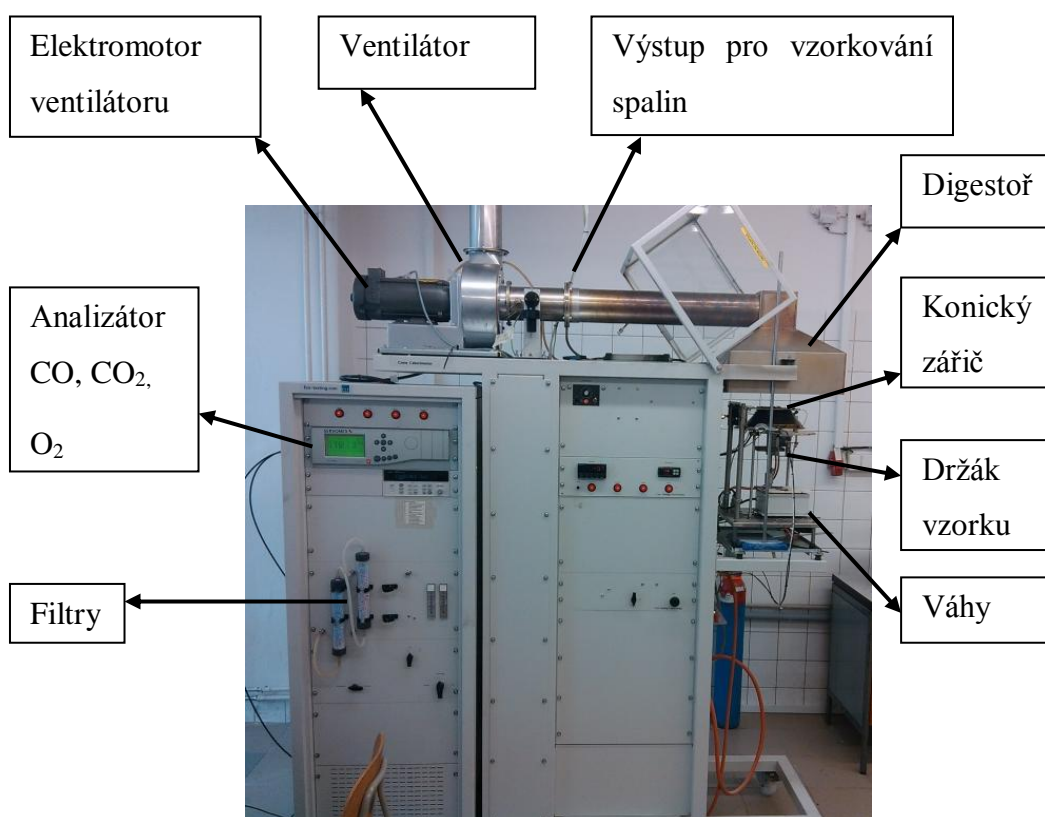 Elektromotor
ventilátoru
Ventilátor
Výstup pro vzorkování
spalin
Digestoř
Analizátor
CO, CO₂,
O₂
Konický
zářič
Držák
vzorku
Filtry
Váhy